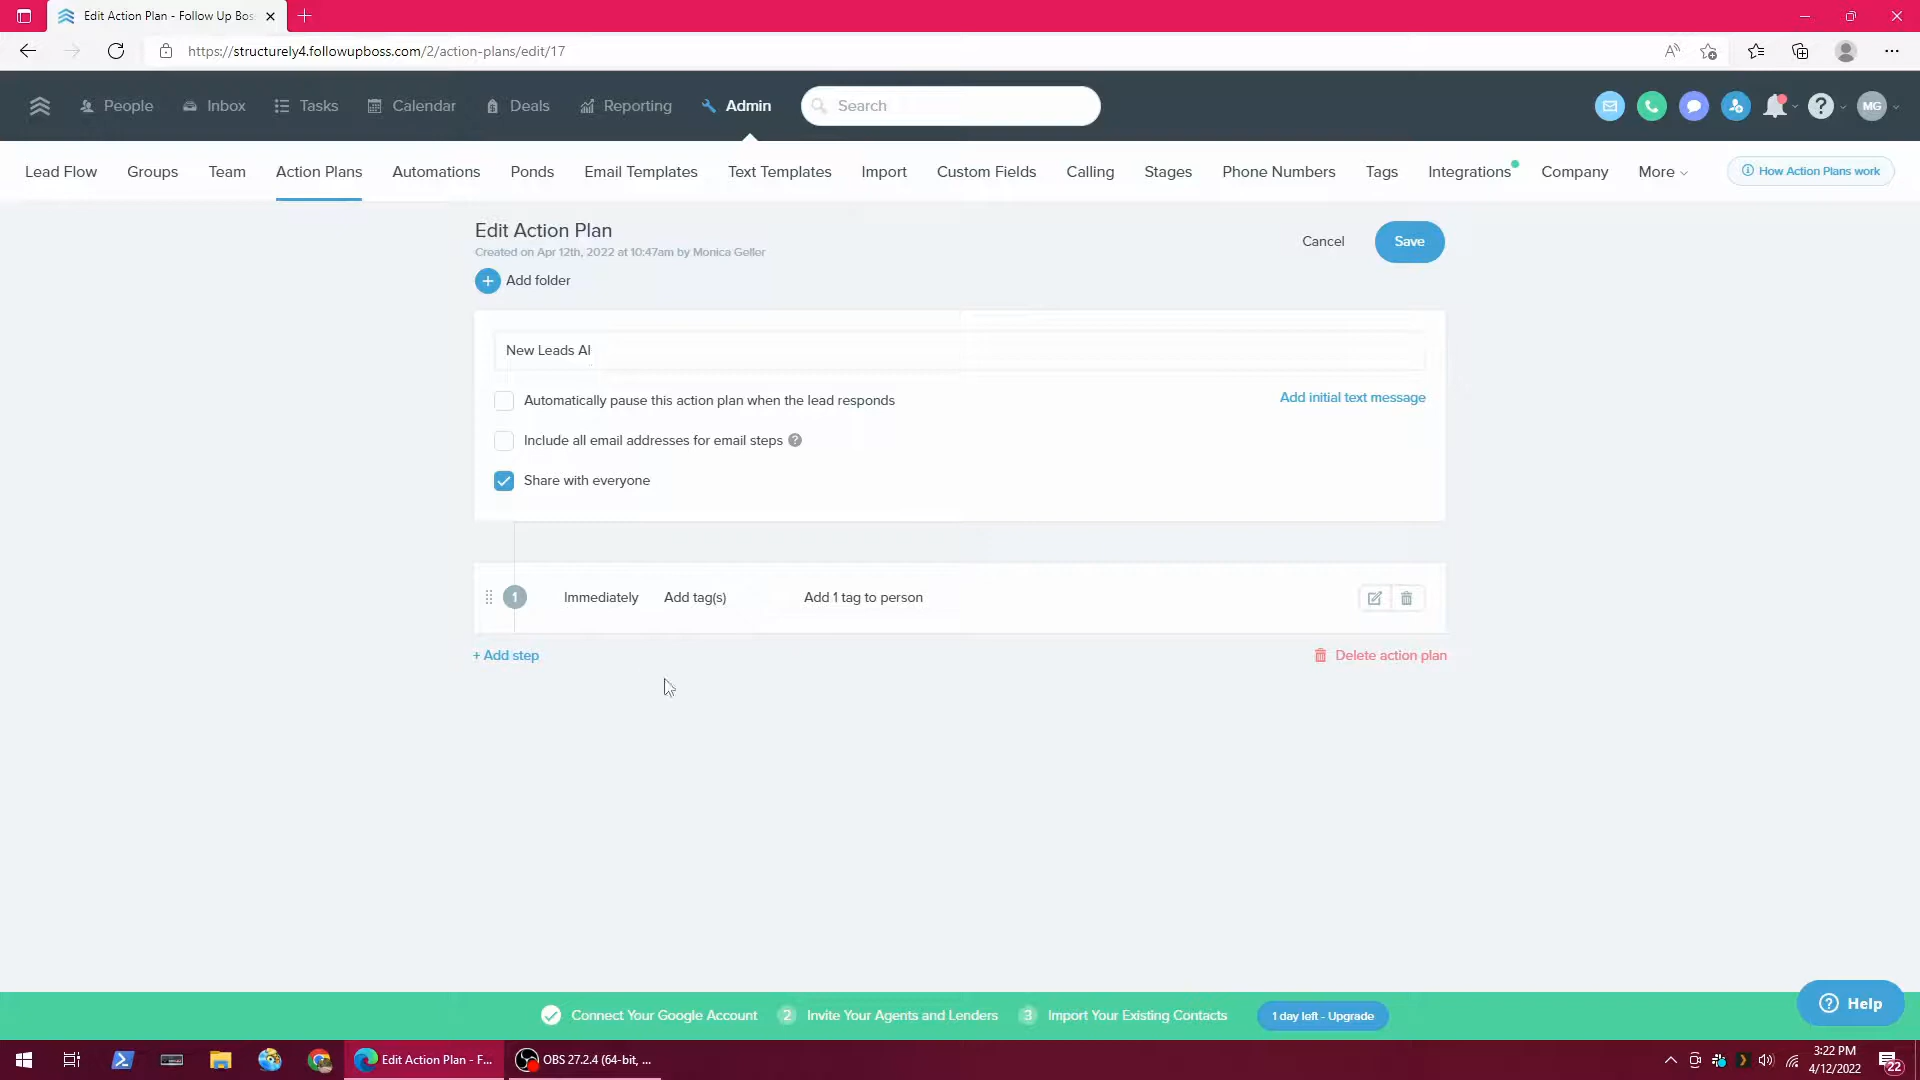 Edit Action Plan - Follow Up Bos
https://structurely4.followupboss.com/2/action-plans/edit/17
People
Inbox
Tasks
Calendar
Deals
Reporting
Admin
Search
MG
Lead Flow
Groups
Team
Action Plans
Automations
Ponds
Email Templates
Text Templates
Import
Custom Fields
Calling
Stages
Phone Numbers
Tags
Integrations
Company
More
How Action Plans work
Edit Action Plan
Created on Apr 12th, 2022 at 10:47am by Monica Geller
Cancel
Save
+ Add folder
New Leads AI
Automatically pause this action plan when the lead responds
Add initial text message
Include all email addresses for email steps ?
Share with everyone
1 Immediately Add tag(s) Add 1 tag to person
+ Add step
Delete action plan
Connect Your Google Account
2 Invite Your Agents and Lenders
3 Import Your Existing Contacts
1 day left - Upgrade
? Help
Edit Action Plan - F...
OBS 27.2.4 (64-bit, ...
3:22 PM
4/12/2022
22